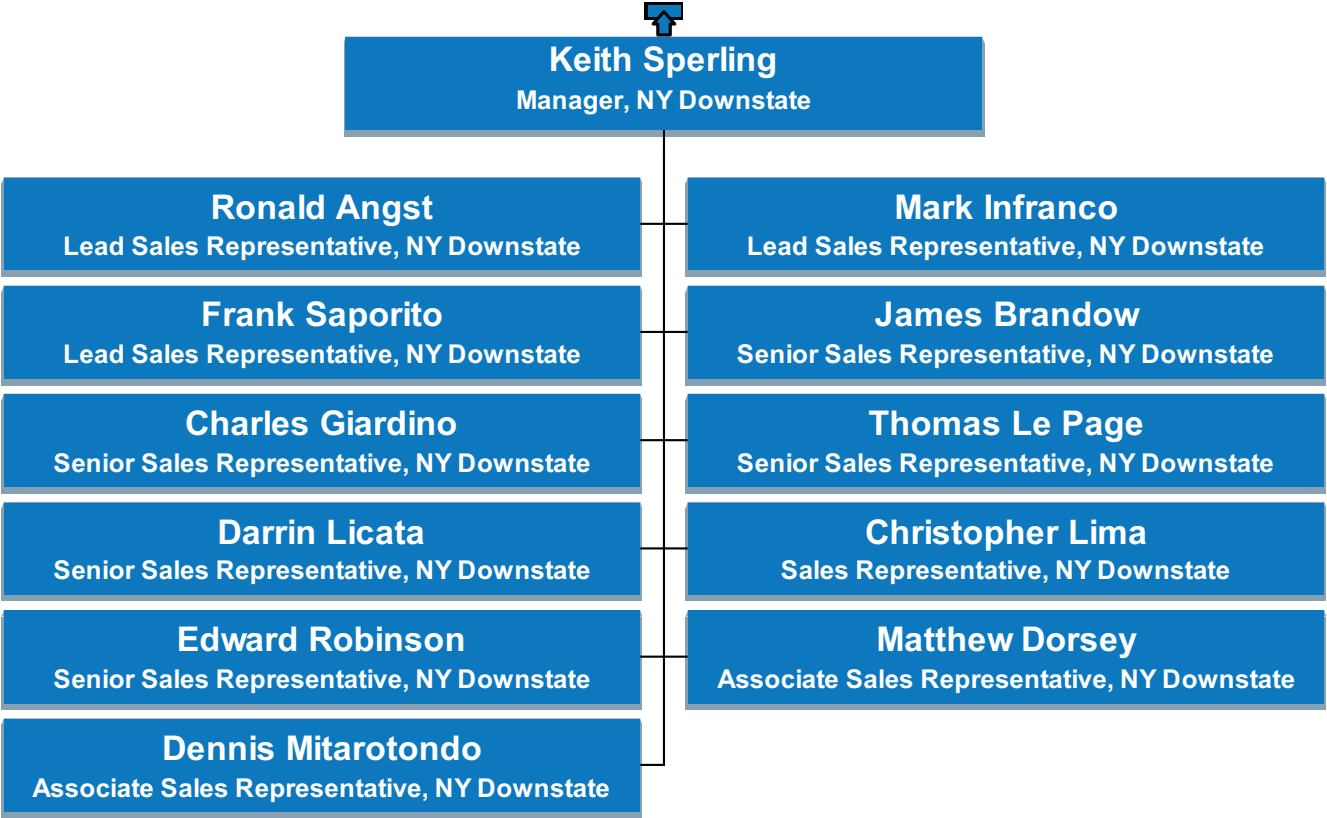 Keith Sperling
Manager, NY Downstate
Ronald Angst
Lead Sales Representative, NY Downstate
Mark Infranco
Lead Sales Representative, NY Downstate
Frank Saporito
Lead Sales Representative, NY Downstate
James Brandow
Senior Sales Representative, NY Downstate
Charles Giardino
Senior Sales Representative, NY Downstate
Thomas Le Page
Senior Sales Representative, NY Downstate
Darrin Licata
Senior Sales Representative, NY Downstate
Christopher Lima
Sales Representative, NY Downstate
Edward Robinson
Senior Sales Representative, NY Downstate
Matthew Dorsey
Associate Sales Representative, NY Downstate
Dennis Mitarotondo
Associate Sales Representative, NY Downstate